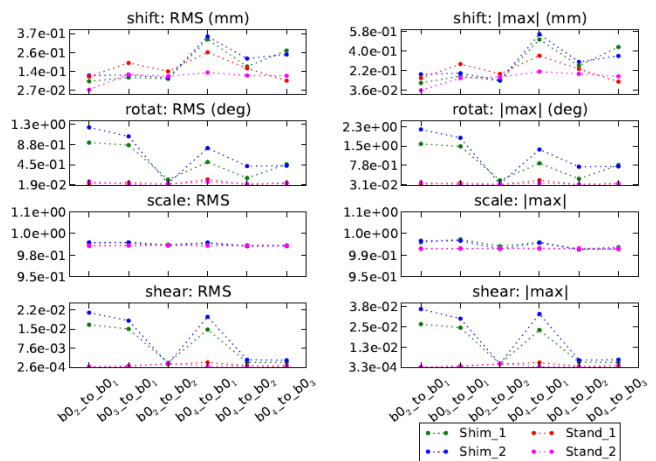 shift: RMS (mm)
3.7e-01
2.6e-01
1.4e-01
2.7e-02
shift: |max| (mm)
5.8e-01
4.0e-01
2.2e-01
3.6e-02
rotat: RMS (deg)
1.3e+00
8.8e-01
4.5e-01
1.9e-02
rotat: |max| (deg)
2.3e+00
1.5e+00
7.8e-01
3.1e-02
scale: RMS
1.1e+00
9.9e-01
9.5e-01
scale: |max|
1.1e+00
9.9e-01
9.5e-01
shear: RMS
2.2e-02
1.5e-02
7.6e-03
2.6e-04
shear: |max|
3.8e-02
2.5e-02
1.3e-02
3.3e-04
b0₂_to_b0₁
b0₃_to_b0₁
b0₂_to_b0₂
b0₄_to_b0₁
b0₄_to_b0₂
b0₄_to_b0₃
b0₂_to_b0₁
b0₃_to_b0₁
b0₂_to_b0₂
b0₄_to_b0₁
b0₄_to_b0₂
b0₄_to_b0₃
Shim_1
Shim_2
Stand_1
Stand_2